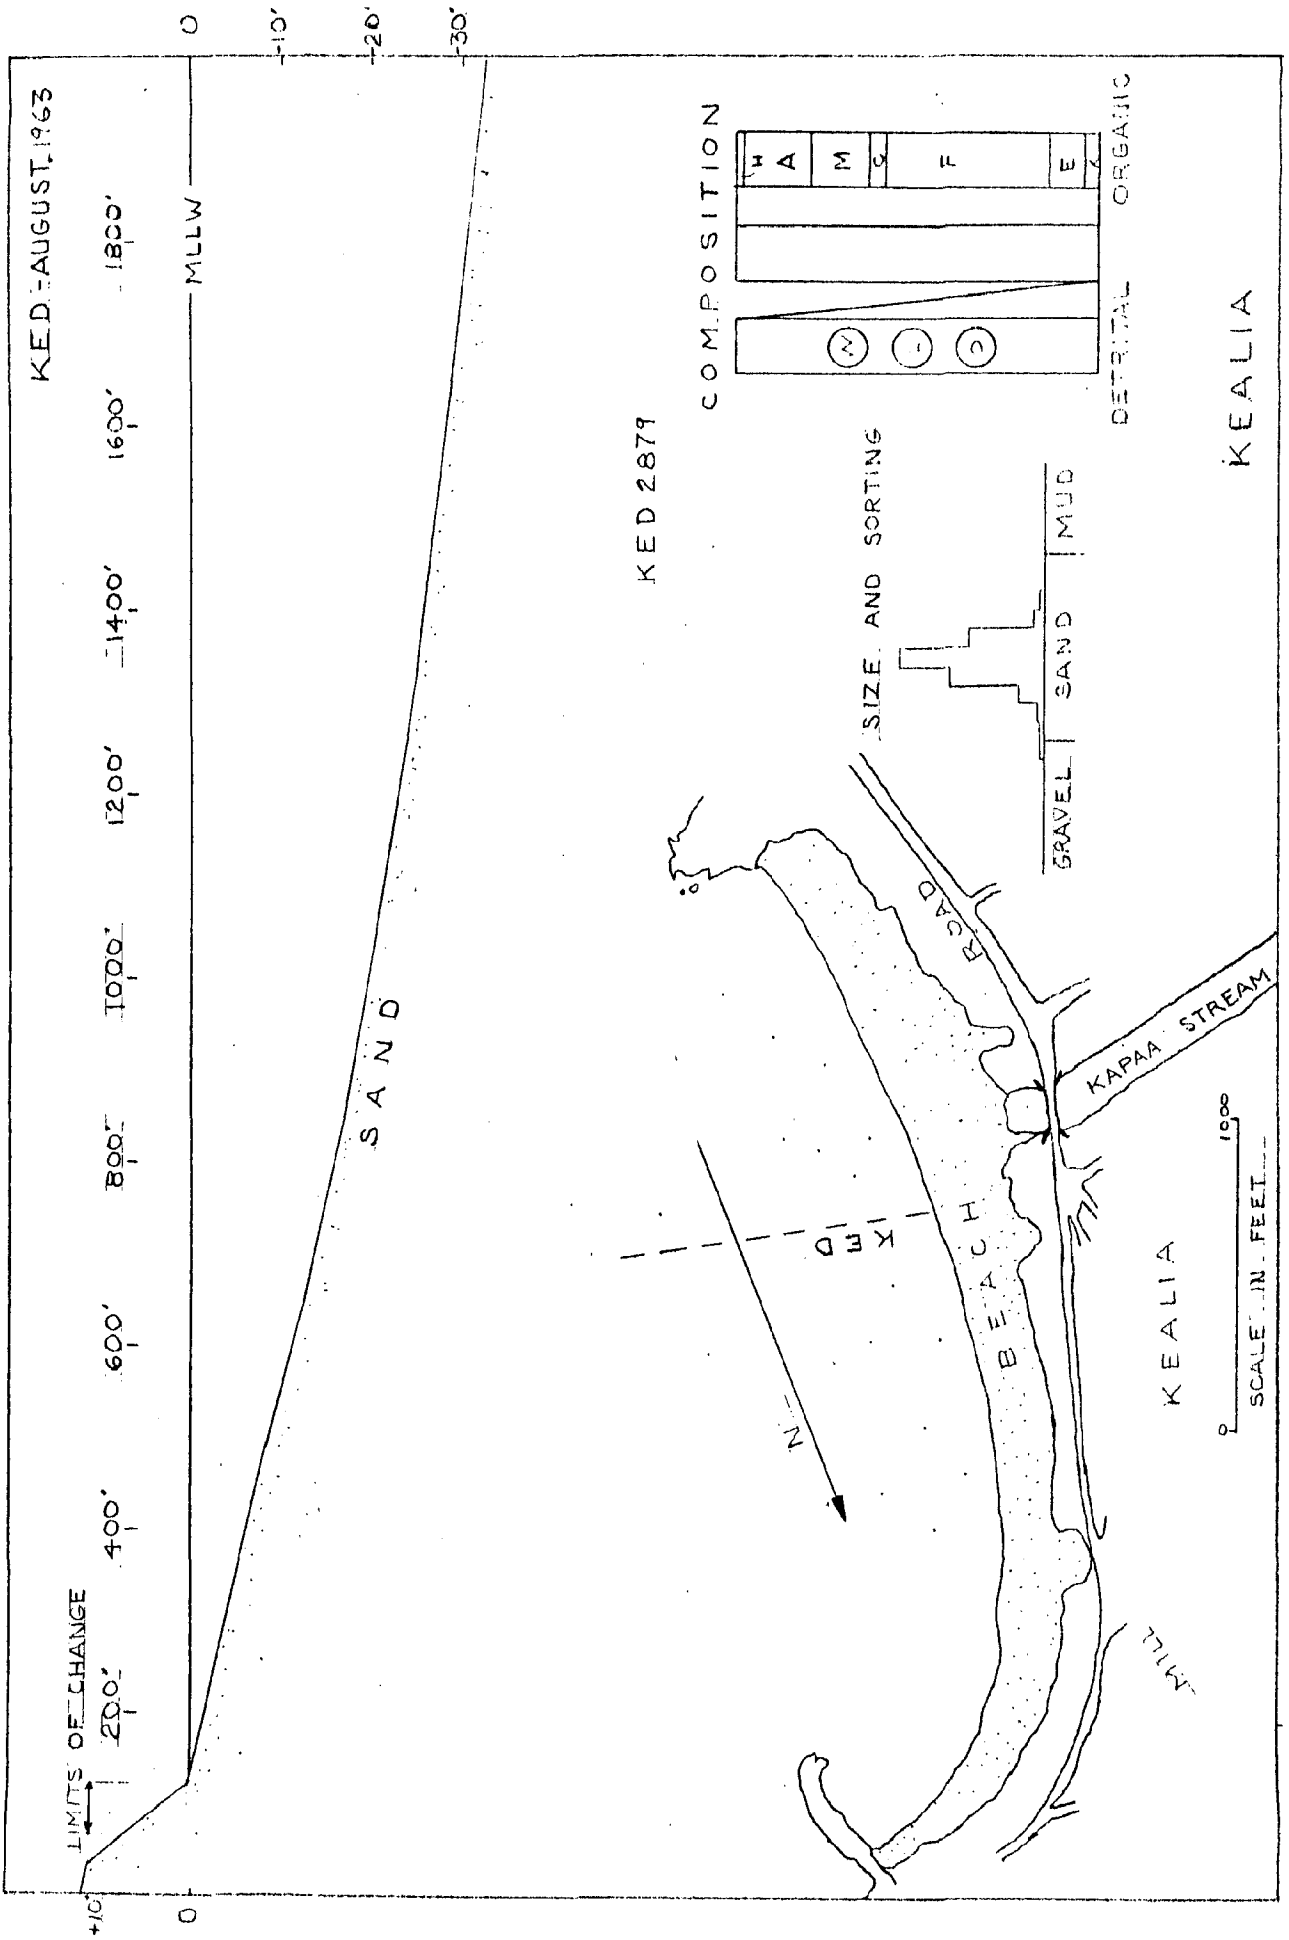 KED-AUGUST, 1963
LIMITS OF CHANGE
200' 400' 600' 800' 1000' 1200' 1400' 1600' 1800'
+10'
0
MLLW
0
-10'
-20'
-30'
SAND
KED 2879
N
KED
BEACH
ROAD
KAPAA STREAM
KEALIA
MILL
0 1000
SCALE IN FEET
SIZE AND SORTING
GRAVEL SAND MUD
COMPOSITION
H A M C F E
DETRITAL ORGANIC
KEALIA